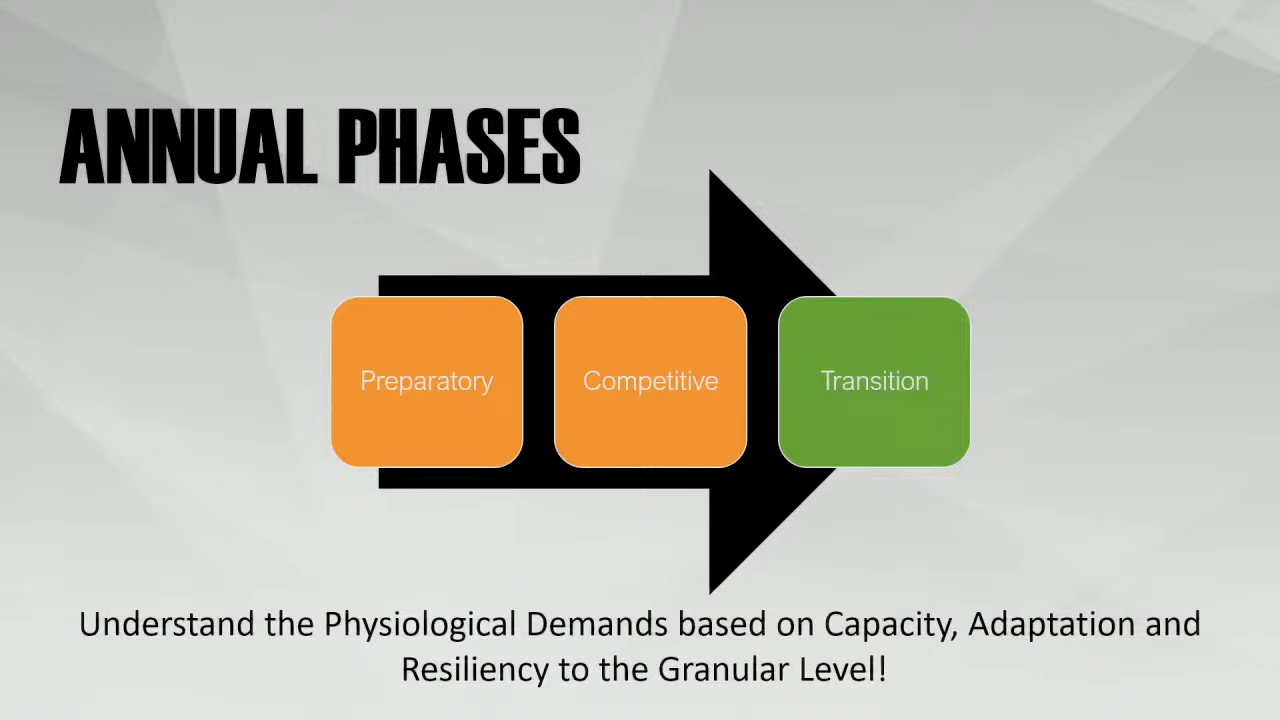 ANNUAL PHASES
Preparatory
Competitive
Transition
Understand the Physiological Demands based on Capacity, Adaptation and
Resiliency to the Granular Level!